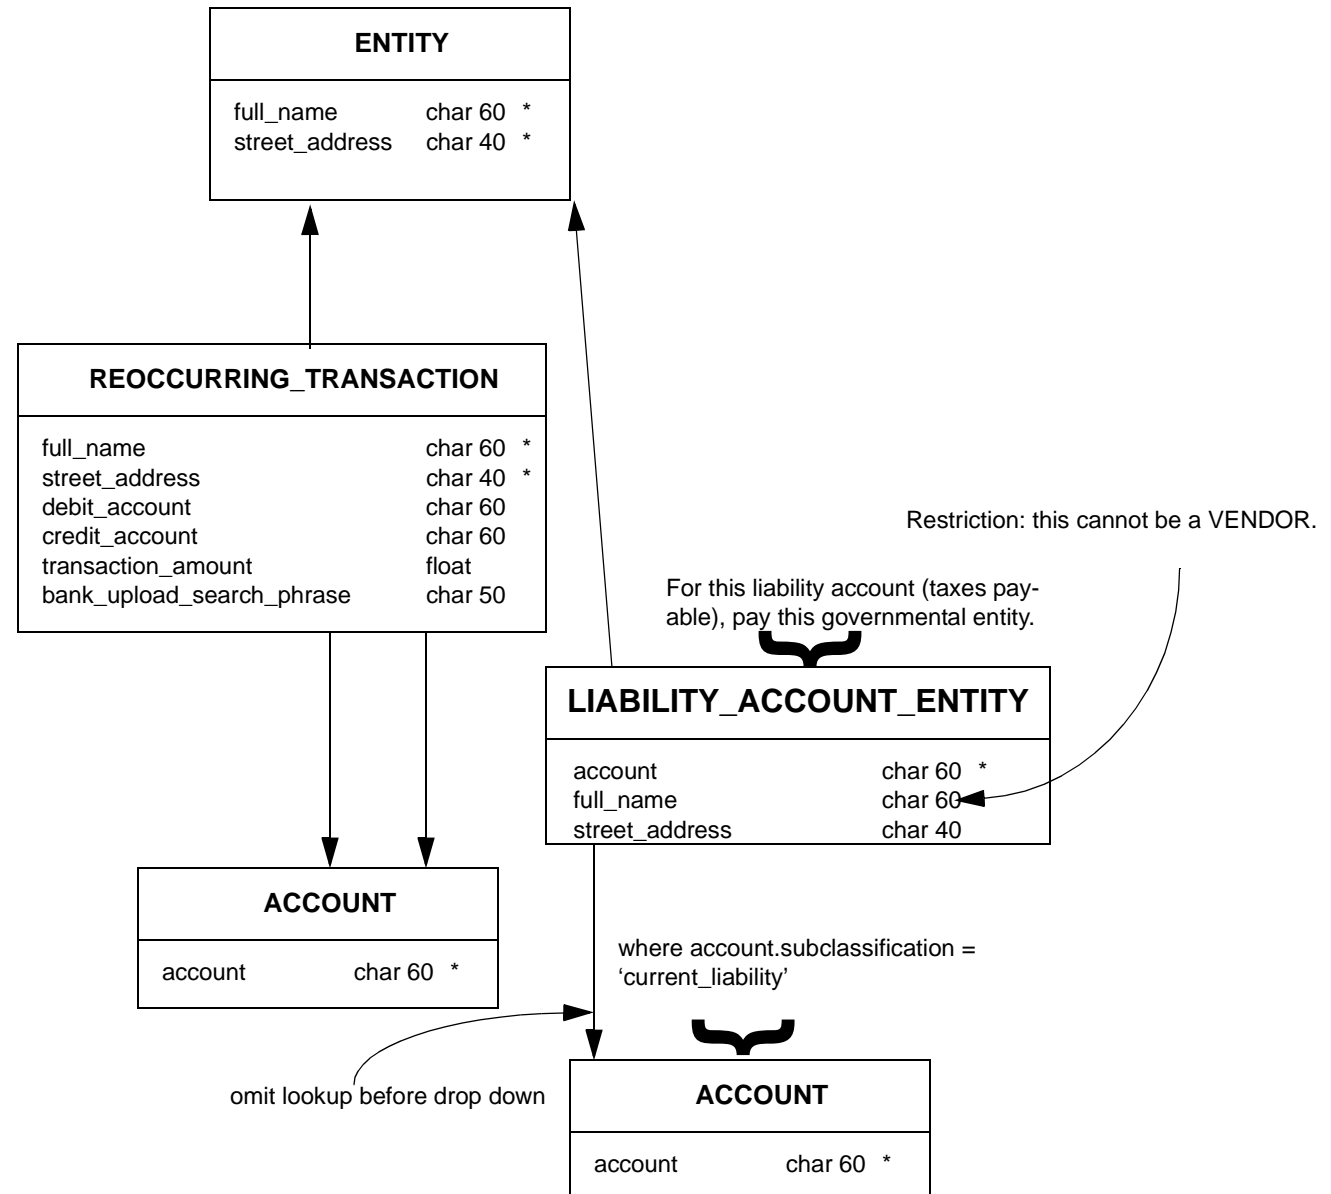 ENTITY
full_name char 60 *
street_address char 40 *
REOCCURRING_TRANSACTION
full_name char 60 *
street_address char 40 *
debit_account char 60
credit_account char 60
transaction_amount float
bank_upload_search_phrase char 50
Restriction: this cannot be a VENDOR.
For this liability account (taxes pay-
able), pay this governmental entity.
LIABILITY_ACCOUNT_ENTITY
account char 60 *
full_name char 60
street_address char 40
ACCOUNT
account char 60 *
where account.subclassification =
‘current_liability’
omit lookup before drop down
ACCOUNT
account char 60 *